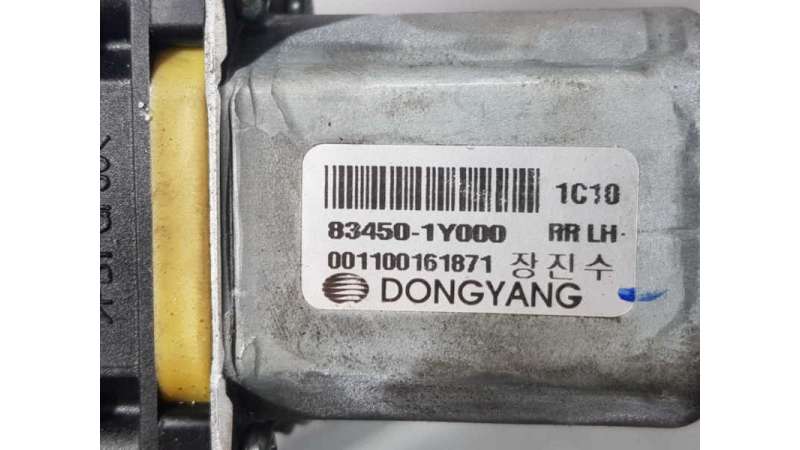 1C10
83450-1Y000 RR LH
001100161871 장진수
DONGYANG